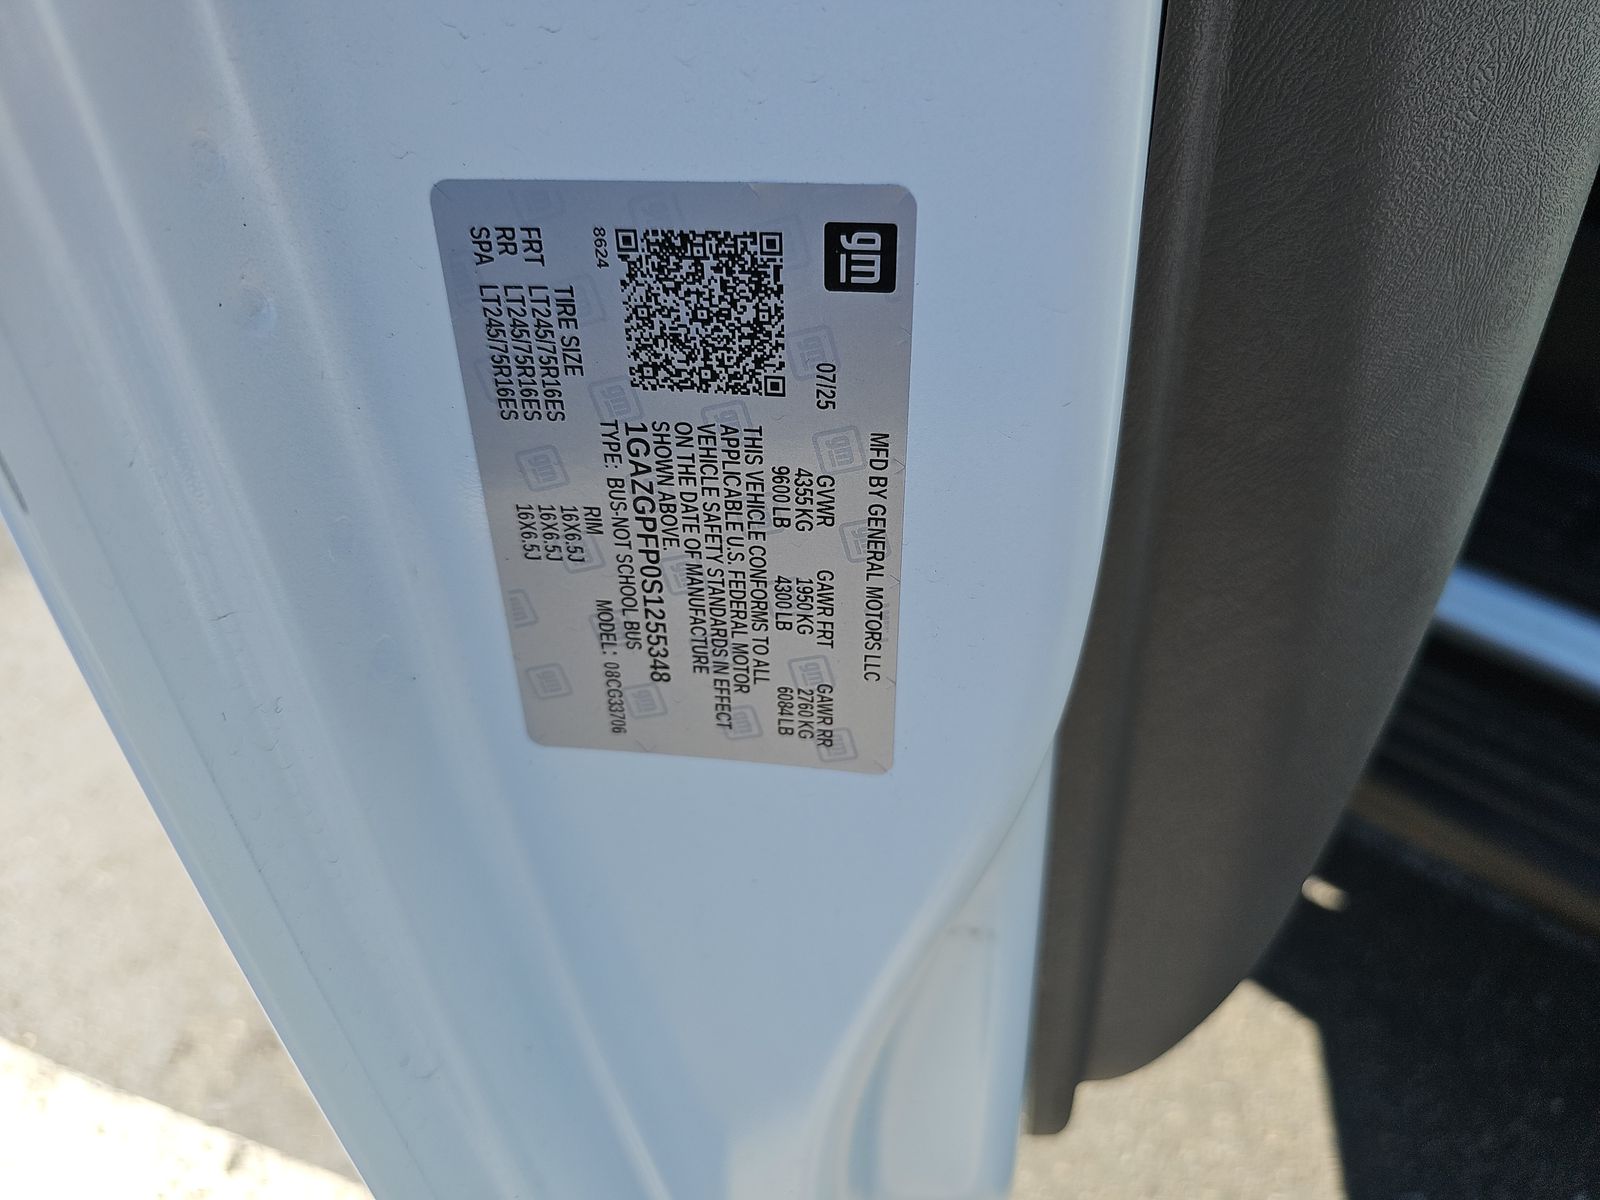 gm
MFD BY GENERAL MOTORS LLC
07/25 GVWR GAWR FRT GAWR RR
4355 KG 1950 KG 2760 KG
9600 LB 4300 LB 6084 LB
THIS VEHICLE CONFORMS TO ALL
APPLICABLE U.S. FEDERAL MOTOR
VEHICLE SAFETY STANDARDS IN EFFECT
ON THE DATE OF MANUFACTURE
SHOWN ABOVE.
1GAZGPFP0S1255348
8624 TYPE: BUS-NOT SCHOOL BUS MODEL: 08CG33706
TIRE SIZE RIM
FRT LT245/75R16ES 16X6.5J
RR LT245/75R16ES 16X6.5J
SPA LT245/75R16ES 16X6.5J